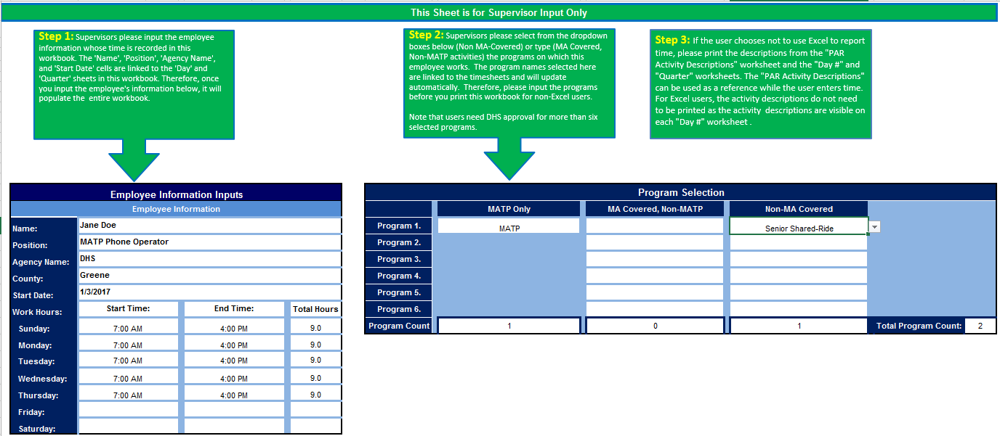 This Sheet is for Supervisor Input Only
Step 1: Supervisors please input the employee
information whose time is recorded in this
workbook. The 'Name', 'Position', 'Agency Name',
and 'Start Date' cells are linked to the 'Day' and
'Quarter' sheets in this workbook. Therefore, once
you input the employee's information below, it will
populate the entire workbook.
Step 2: Supervisors please select from the dropdown
boxes below (Non MA-Covered) or type (MA Covered,
Non-MATP activities) the programs on which this
employee works. The program names selected here
are linked to the timesheets and will update
automatically. Therefore, please input the programs
before you print this workbook for non-Excel users.
Note that users need DHS approval for more than six
selected programs.
Step 3: If the user chooses not to use Excel to report
time, please print the descriptions from the "PAR
Activity Descriptions" worksheet and the "Day #" and
"Quarter" worksheets. The "PAR Activity Descriptions"
can be used as a reference while the user enters time.
For Excel users, the activity descriptions do not need
to be printed as the activity descriptions are visible on
each "Day #" worksheet .
Employee Information Inputs
Employee Information
Name: Jane Doe
Position: MATP Phone Operator
Agency Name: DHS
County: Greene
Start Date: 1/3/2017
Work Hours: Start Time: End Time: Total Hours
Sunday: 7:00 AM 4:00 PM 9.0
Monday: 7:00 AM 4:00 PM 9.0
Tuesday: 7:00 AM 4:00 PM 9.0
Wednesday: 7:00 AM 4:00 PM 9.0
Thursday: 7:00 AM 4:00 PM 9.0
Friday:
Saturday:
Program Selection
MATP Only MA Covered, Non-MATP Non-MA Covered
Program 1. MATP Senior Shared-Ride
Program 2.
Program 3.
Program 4.
Program 5.
Program 6.
Program Count 1 0 1 Total Program Count: 2